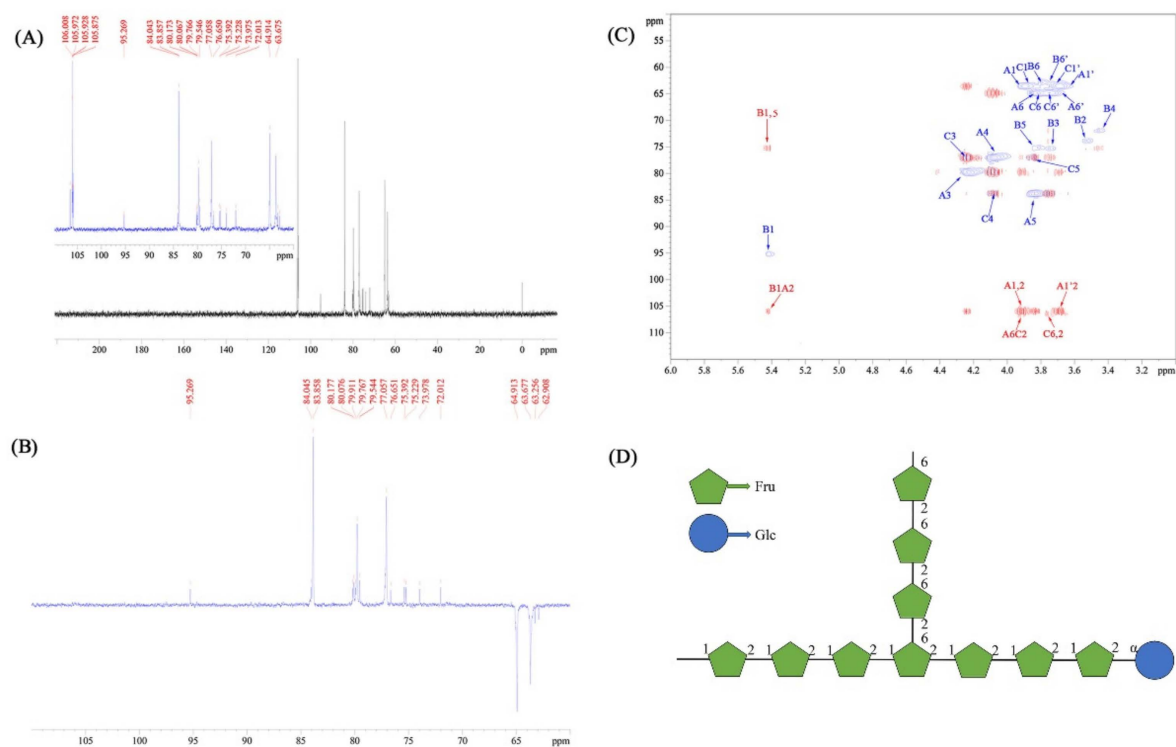 (A)
106.008
105.972
105.928
105.875
95.269
84.043
83.857
80.173
80.067
79.766
79.546
77.058
76.650
75.392
75.228
73.975
72.013
64.914
63.675
105 100 95 90 85 80 75 70 ppm
200 180 160 140 120 100 80 60 40 20 0 ppm
(B)
95.269
84.045
83.858
80.177
80.076
79.911
79.767
79.544
77.057
76.651
75.392
75.229
73.978
72.012
64.913
63.677
63.256
62.908
105 100 95 90 85 80 75 70 65 ppm
(C)
ppm
55
60
65
70
75
80
85
90
95
100
105
110
A1 C1 B6 B6' C1' A1'
A6 C6 C6' A6'
B1,5 B5 B3 B2 B4
C3 A4
C5
A3
C4 A5
B1
B1A2 A1,2 A1'2
A6C2 C6,2
6.0 5.8 5.6 5.4 5.2 5.0 4.8 4.6 4.4 4.2 4.0 3.8 3.6 3.4 3.2 ppm
(D)
Fru
Glc
6
2
6
2
6
2
6
1 2 1 2 1 2 1 2 1 2 1 2 1 2 α